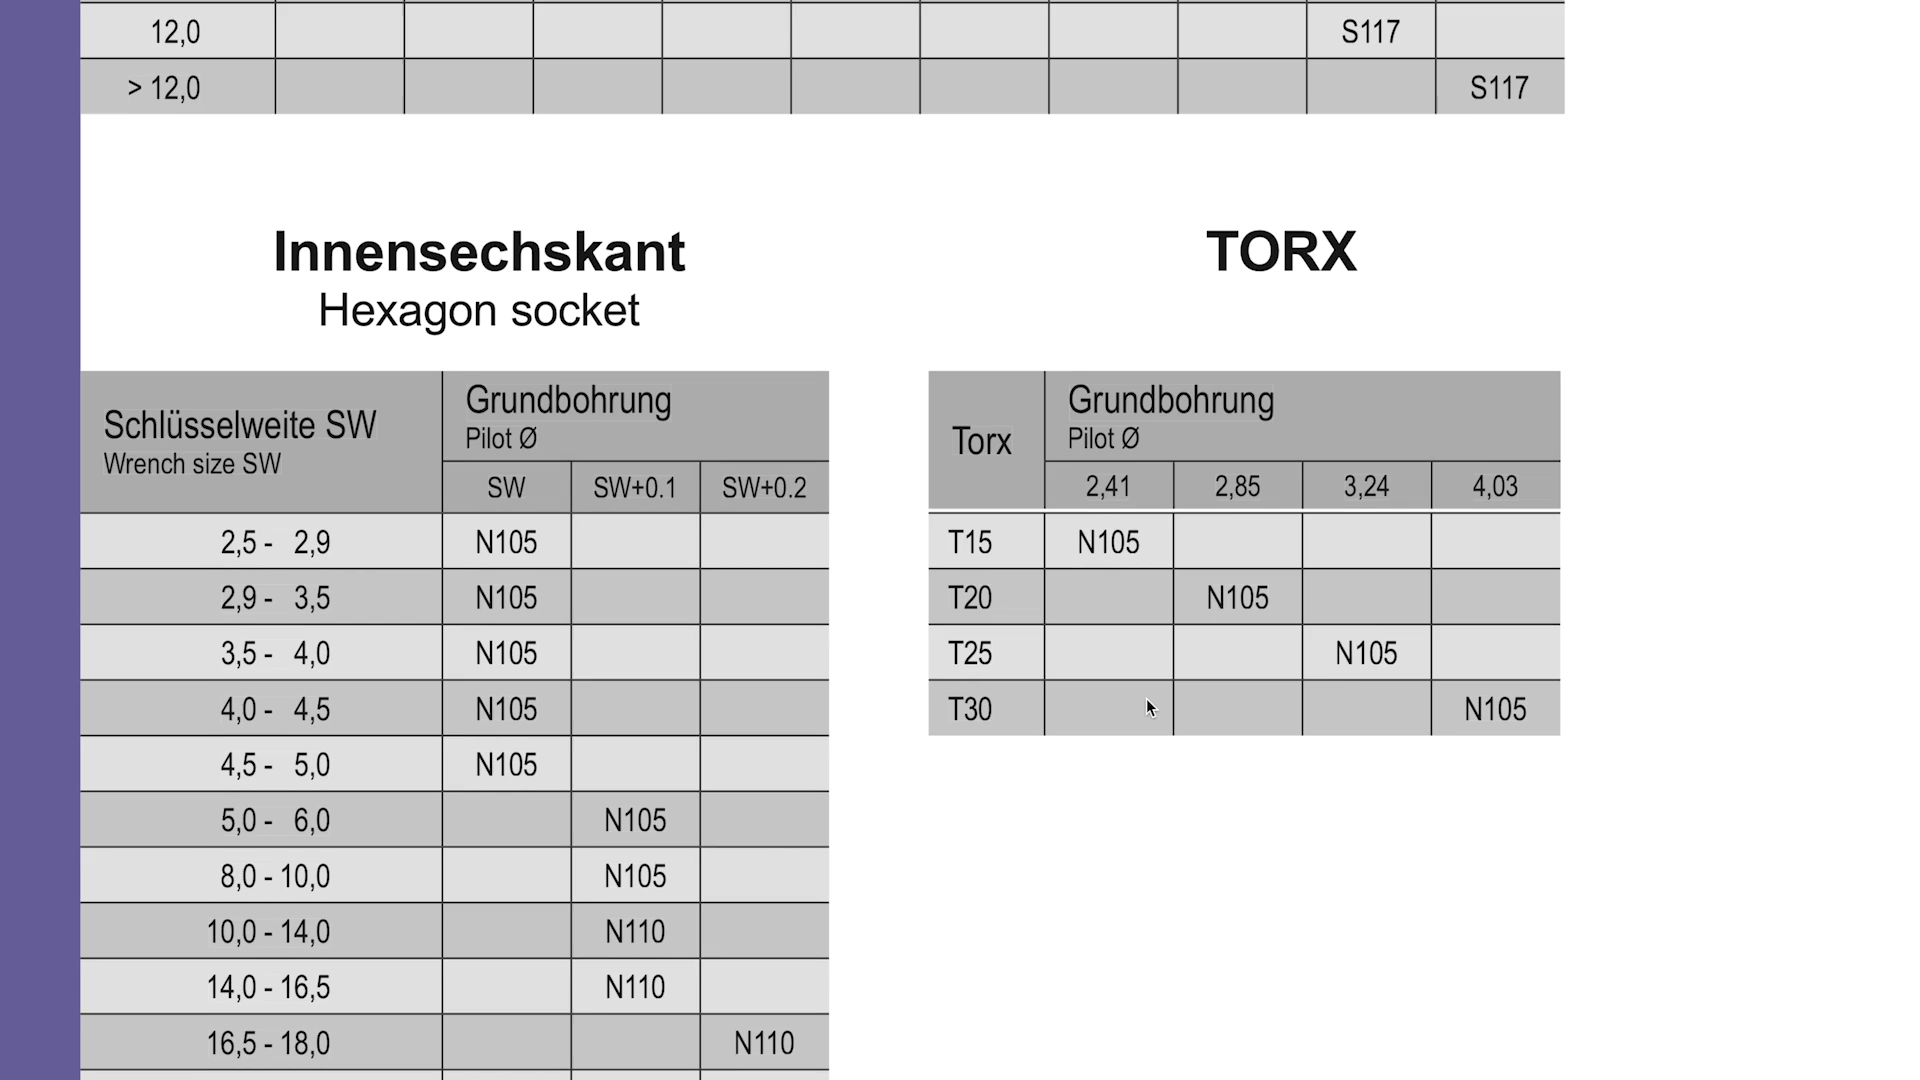 12,0 S117
> 12,0 S117
Innensechskant
Hexagon socket
Schlüsselweite SW
Wrench size SW
Grundbohrung
Pilot Ø
SW SW+0.1 SW+0.2
2,5 - 2,9 N105
2,9 - 3,5 N105
3,5 - 4,0 N105
4,0 - 4,5 N105
4,5 - 5,0 N105
5,0 - 6,0 N105
8,0 - 10,0 N105
10,0 - 14,0 N110
14,0 - 16,5 N110
16,5 - 18,0 N110
TORX
Torx
Grundbohrung
Pilot Ø
2,41 2,85 3,24 4,03
T15 N105
T20 N105
T25 N105
T30 N105